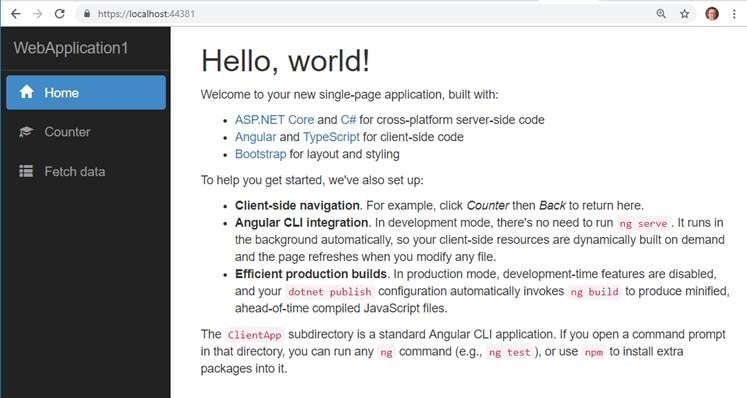 https://localhost:44381
WebApplication1
Home
Counter
Fetch data
Hello, world!
Welcome to your new single-page application, built with:
• ASP.NET Core and C# for cross-platform server-side code
• Angular and TypeScript for client-side code
• Bootstrap for layout and styling
To help you get started, we've also set up:
• Client-side navigation. For example, click Counter then Back to return here.
• Angular CLI integration. In development mode, there's no need to run ng serve . It runs in
the background automatically, so your client-side resources are dynamically built on demand
and the page refreshes when you modify any file.
• Efficient production builds. In production mode, development-time features are disabled,
and your dotnet publish configuration automatically invokes ng build to produce minified,
ahead-of-time compiled JavaScript files.
The ClientApp subdirectory is a standard Angular CLI application. If you open a command prompt
in that directory, you can run any ng command (e.g., ng test ), or use npm to install extra
packages into it.